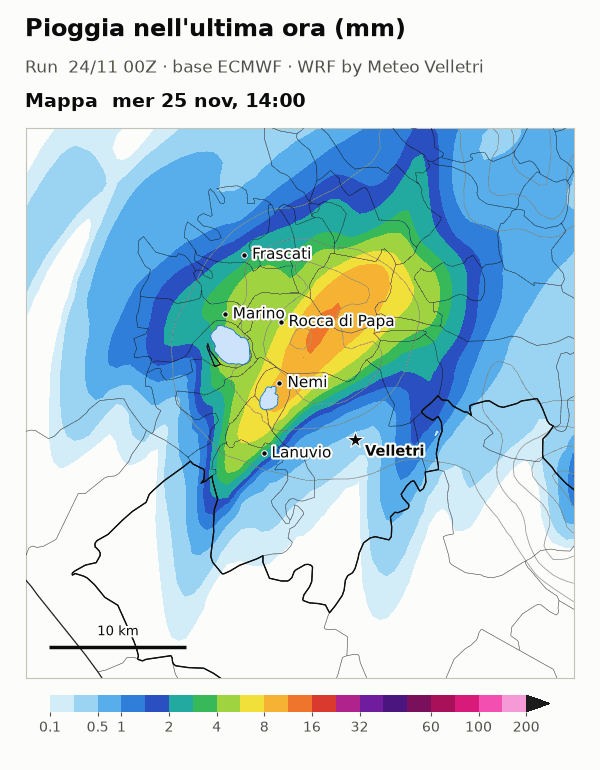 Pioggia nell'ultima ora (mm)
Run  24/11 00Z · base ECMWF · WRF by Meteo Velletri
Mappa  mer 25 nov, 14:00
Frascati
Marino
Rocca di Papa
Nemi
Velletri
Lanuvio
10 km
0.1 0.5 1 2 4 8 16 32 60 100 200